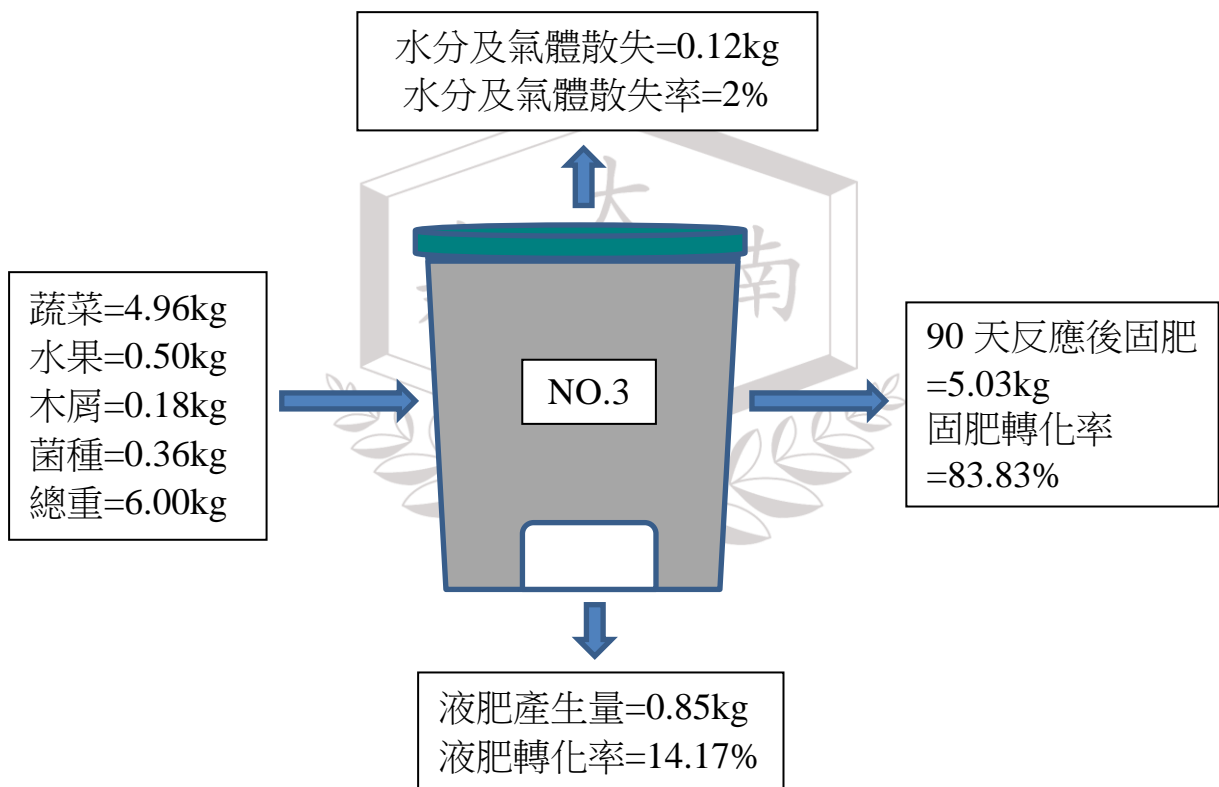 水分及氣體散失=0.12kg
水分及氣體散失率=2%
大
南
蔬菜=4.96kg
水果=0.50kg
木屑=0.18kg
菌種=0.36kg
總重=6.00kg
NO.3
90 天反應後固肥
=5.03kg
固肥轉化率
=83.83%
液肥產生量=0.85kg
液肥轉化率=14.17%